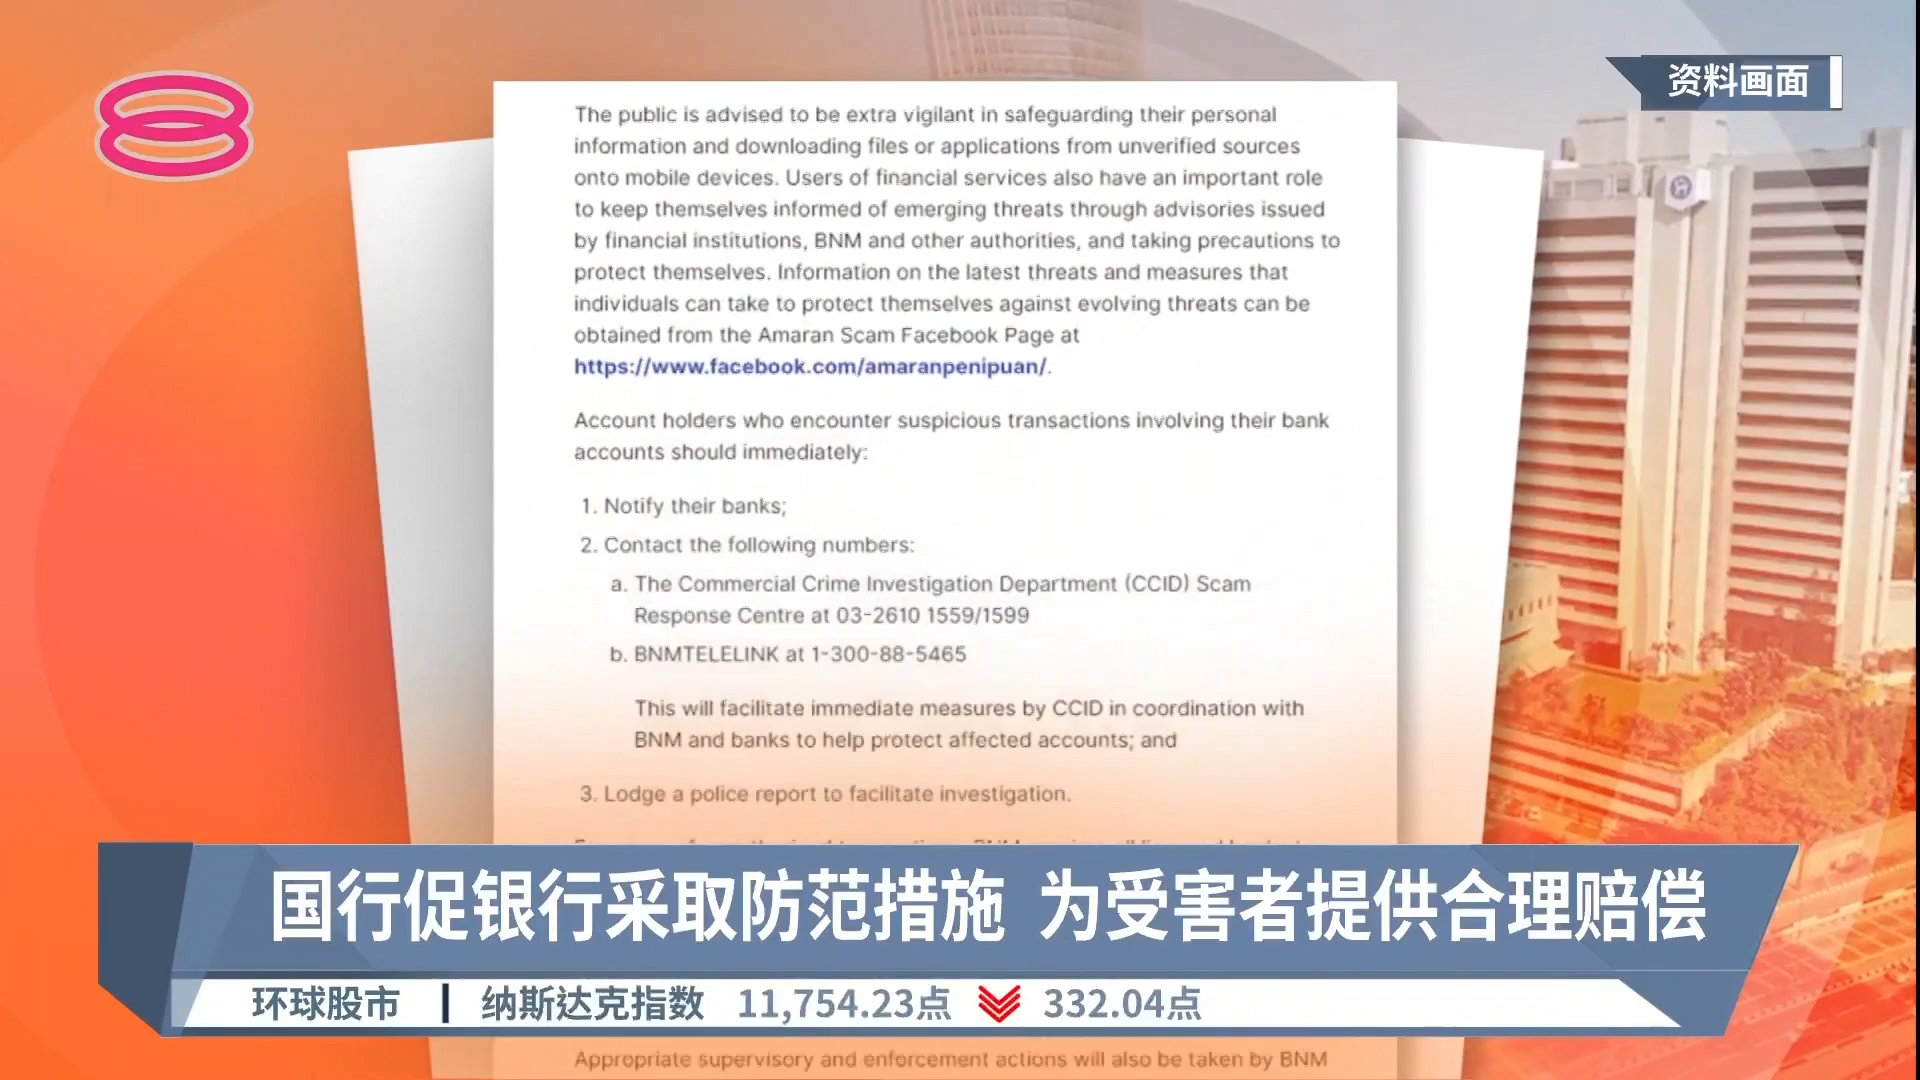 资料画面
The public is advised to be extra vigilant in safeguarding their personal
information and downloading files or applications from unverified sources
onto mobile devices. Users of financial services also have an important role
to keep themselves informed of emerging threats through advisories issued
by financial institutions, BNM and other authorities, and taking precautions to
protect themselves. Information on the latest threats and measures that
individuals can take to protect themselves against evolving threats can be
obtained from the Amaran Scam Facebook Page at
https://www.facebook.com/amaranpenipuan/.
Account holders who encounter suspicious transactions involving their bank
accounts should immediately:
1. Notify their banks;
2. Contact the following numbers:
a. The Commercial Crime Investigation Department (CCID) Scam
Response Centre at 03-2610 1559/1599
b. BNMTELELINK at 1-300-88-5465
This will facilitate immediate measures by CCID in coordination with
BNM and banks to help protect affected accounts; and
3. Lodge a police report to facilitate investigation.
国行促银行采取防范措施 为受害者提供合理赔偿
环球股市 | 纳斯达克指数 11,754.23点 332.04点
Appropriate supervisory and enforcement actions will also be taken by BNM